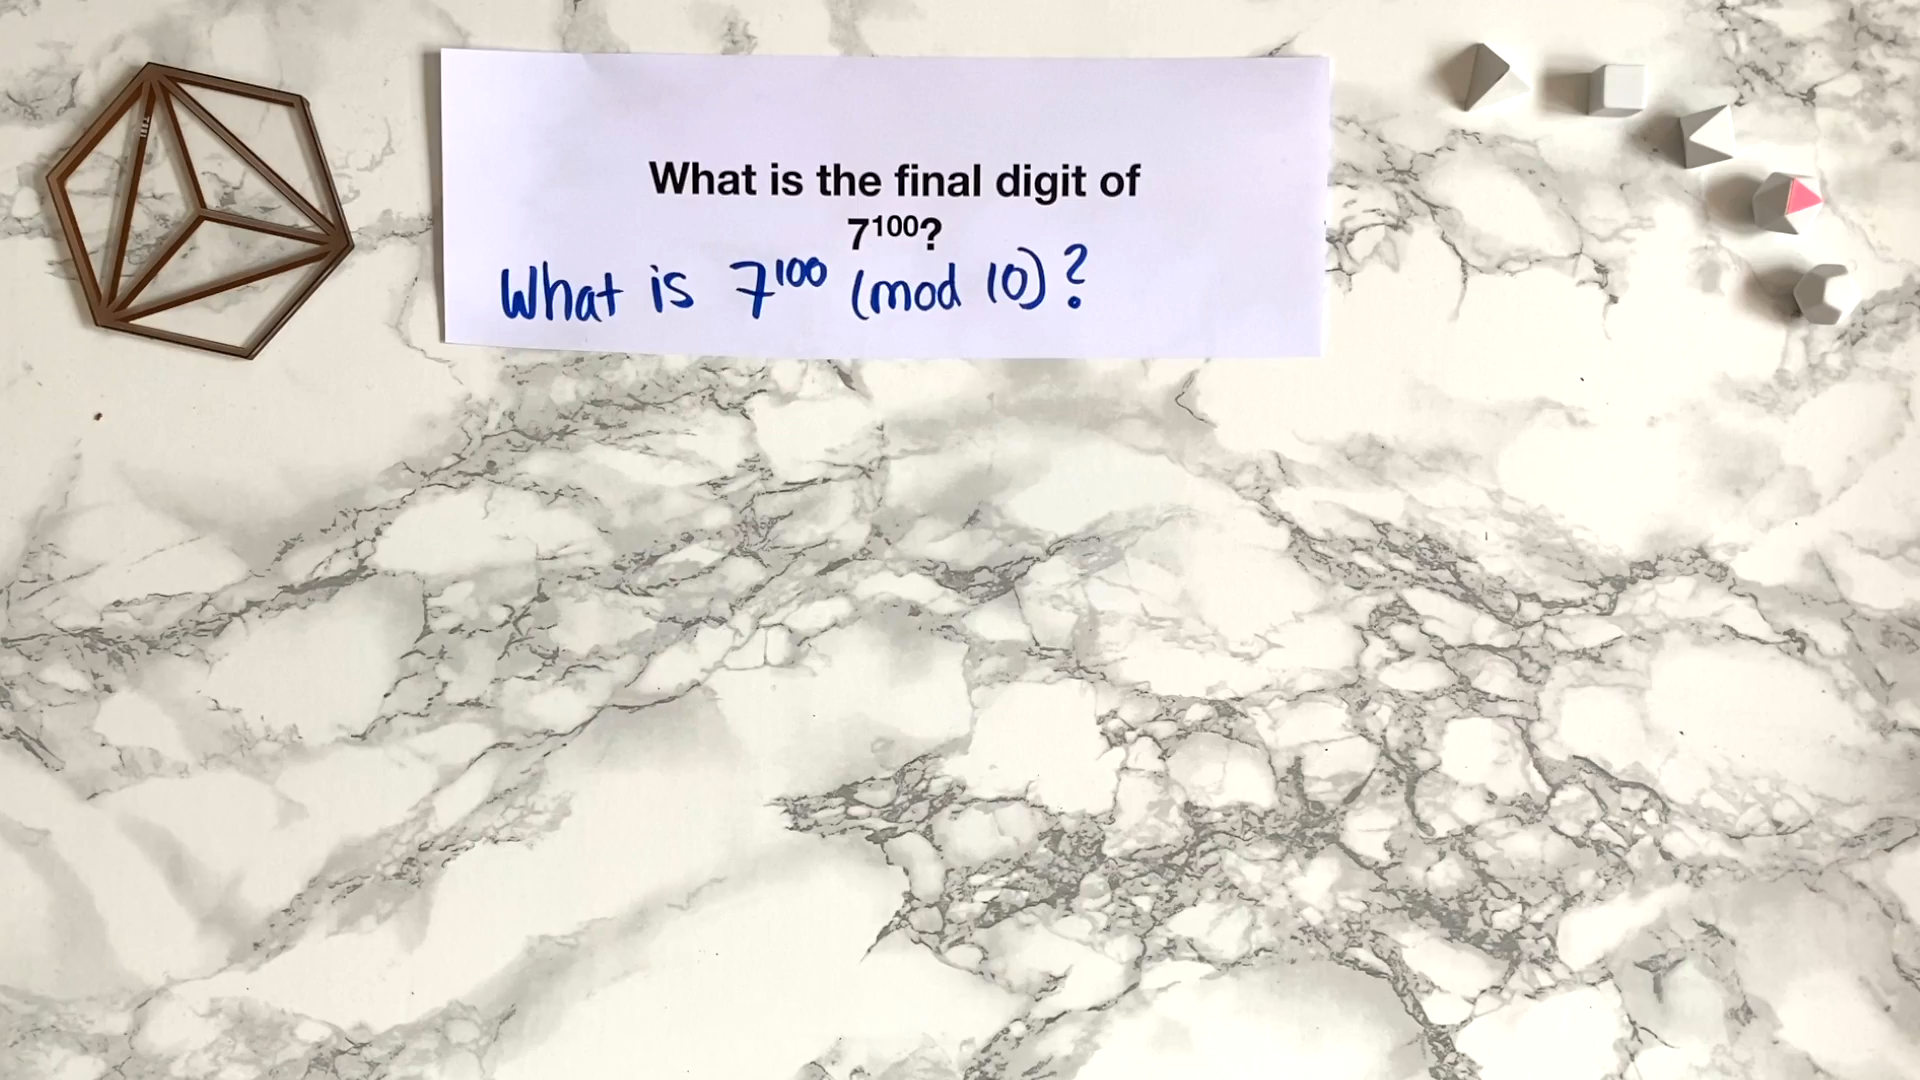 What is the final digit of
7¹⁰⁰?
What is 7¹⁰⁰ (mod 10)?